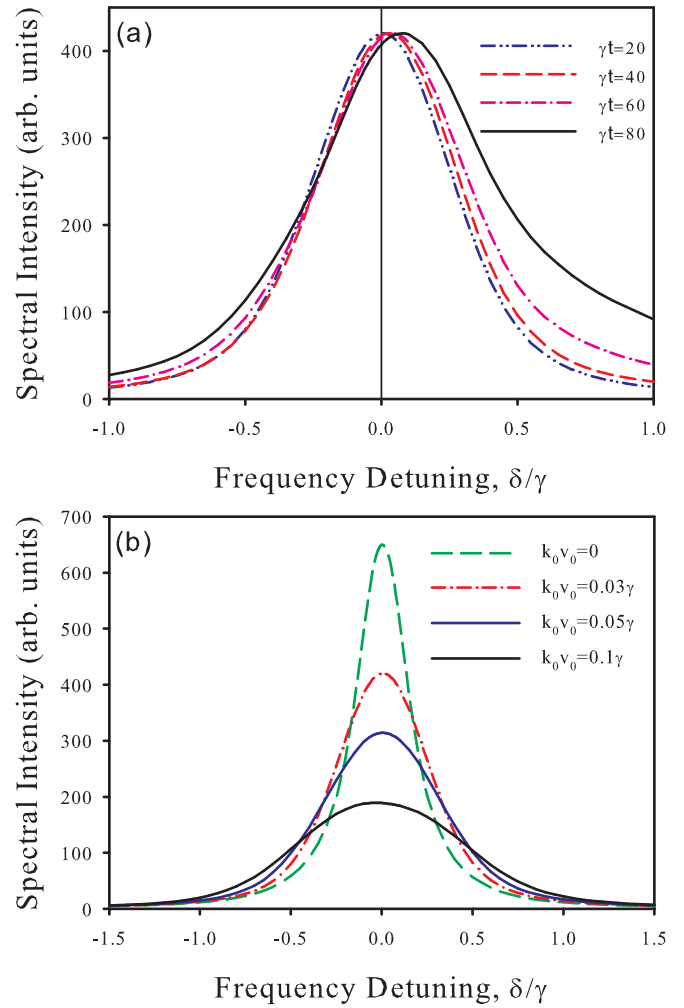 (a)
γt=20
γt=40
γt=60
γt=80
Spectral Intensity (arb. units)
400
300
200
100
0
-1.0 -0.5 0.0 0.5 1.0
Frequency Detuning, δ/γ
(b)
k₀v₀=0
k₀v₀=0.03γ
k₀v₀=0.05γ
k₀v₀=0.1γ
Spectral Intensity (arb. units)
700
600
500
400
300
200
100
0
-1.5 -1.0 -0.5 0.0 0.5 1.0 1.5
Frequency Detuning, δ/γ